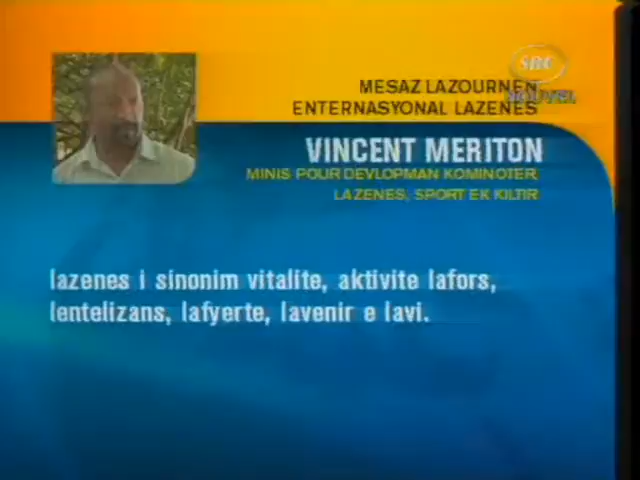 SBC
NOUVEL
MESAZ LAZOURNEN
ENTERNASYONAL LAZENES
VINCENT MERITON
MINIS POUR DEVLOPMAN KOMINOTER,
LAZENES, SPORT EK KILTIR
lazenes i sinonim vitalite, aktivite lafors,
lentelizans, lafyerte, lavenir e lavi.